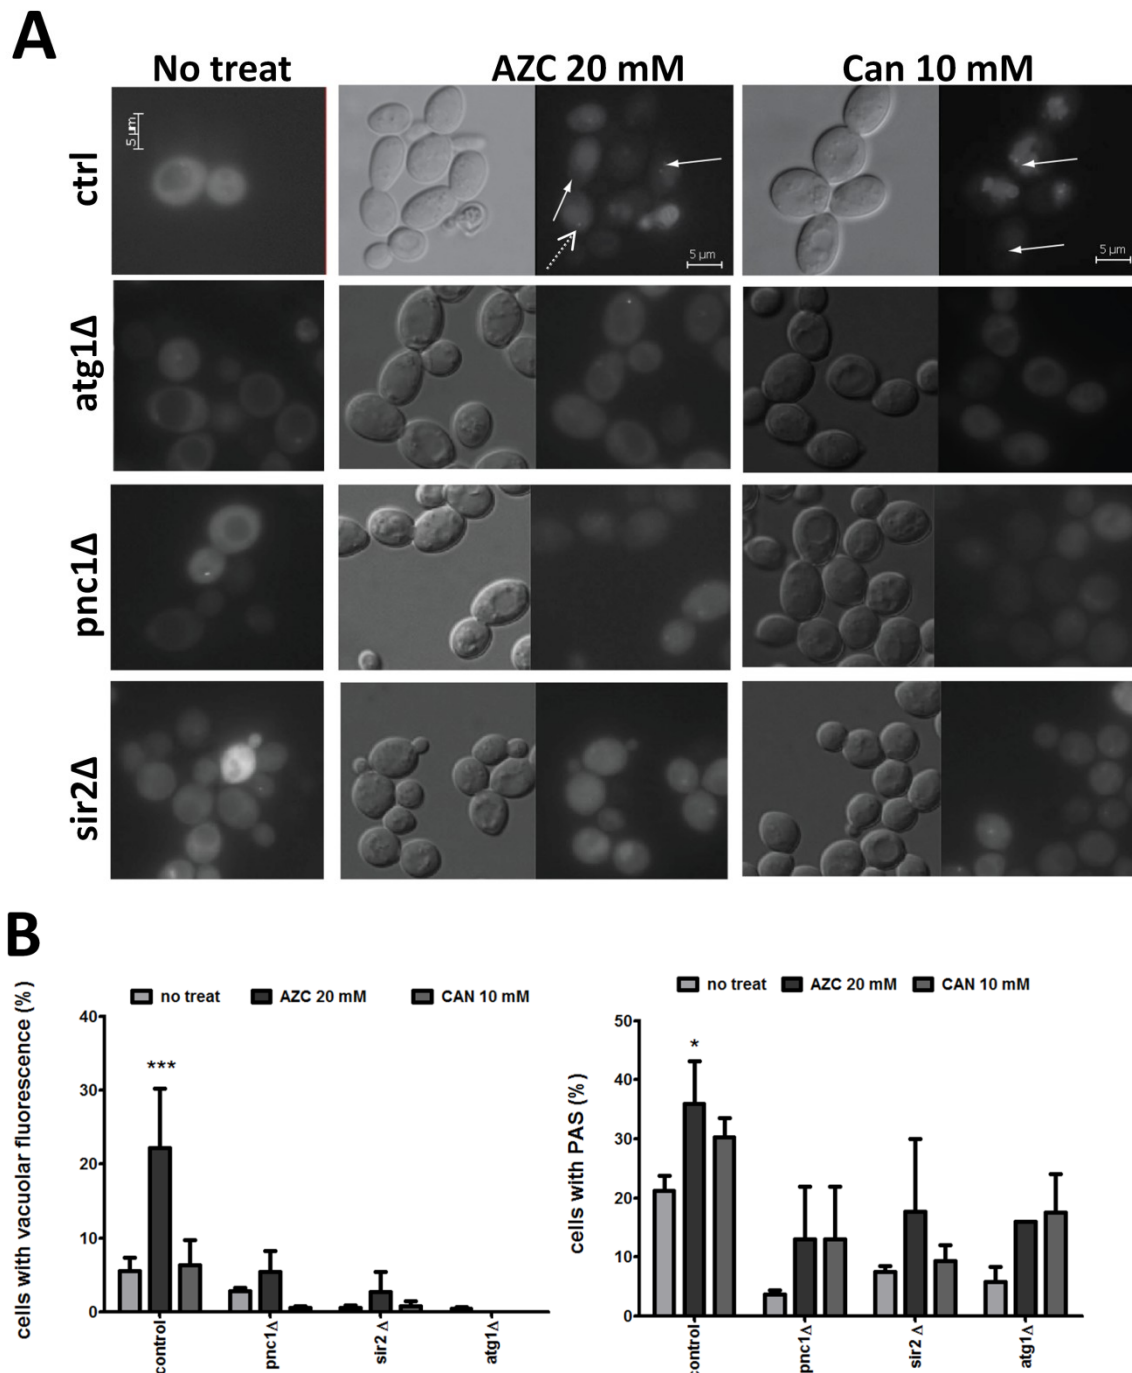 A
No treat
AZC 20 mM
Can 10 mM
ctrl
5 µm
5 µm
5 µm
atg1Δ
pnc1Δ
sir2Δ
B
no treat
AZC 20 mM
CAN 10 mM
cells with vacuolar fluorescence (%)
40
30
20
10
0
***
control
pnc1Δ
sir2 Δ
atg1Δ
no treat
AZC 20 mM
CAN 10 mM
cells with PAS (%)
50
40
30
20
10
0
*
control
pnc1Δ
sir2 Δ
atg1Δ